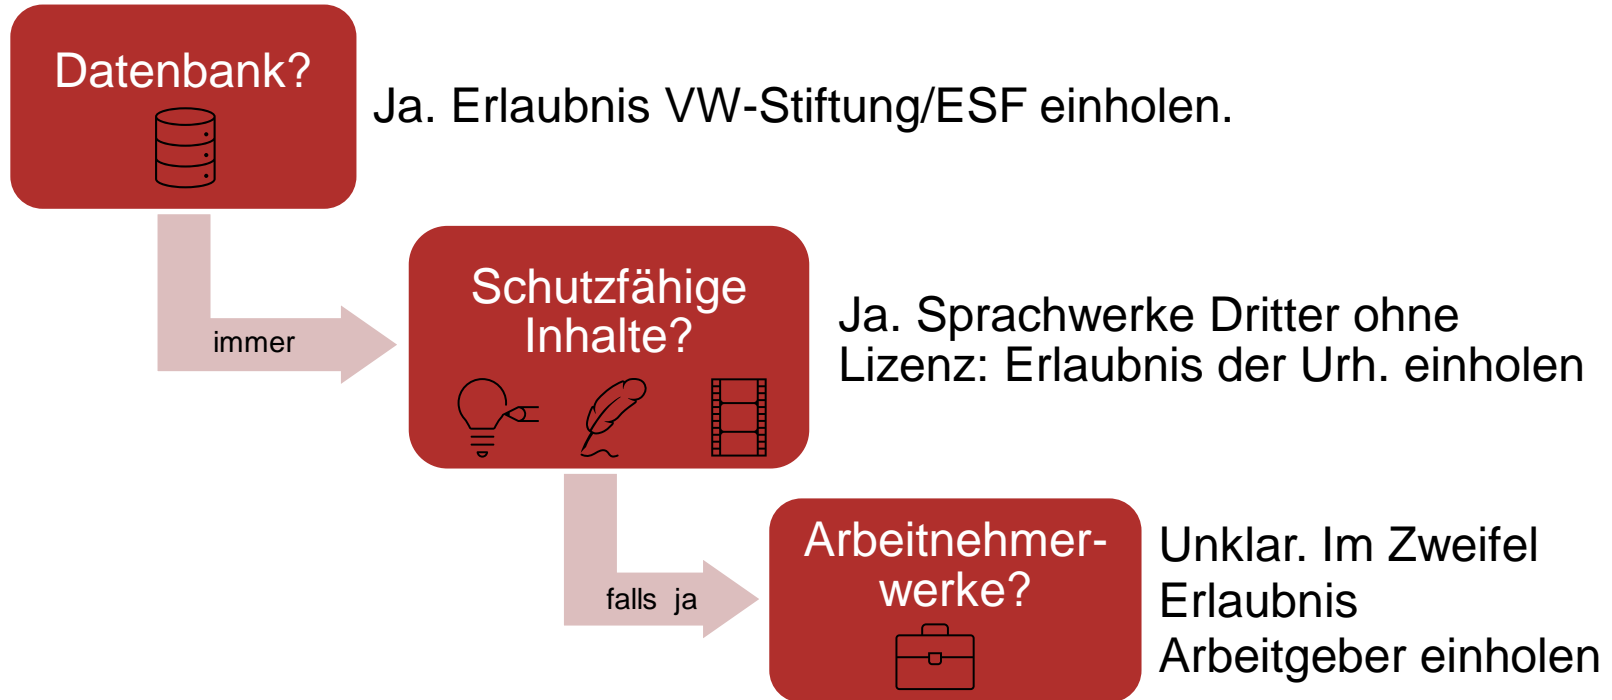 Datenbank?
Ja. Erlaubnis VW-Stiftung/ESF einholen.
immer
Schutzfähige
Inhalte?
Ja. Sprachwerke Dritter ohne
Lizenz: Erlaubnis der Urh. einholen
falls ja
Arbeitnehmer-
werke?
Unklar. Im Zweifel
Erlaubnis
Arbeitgeber einholen